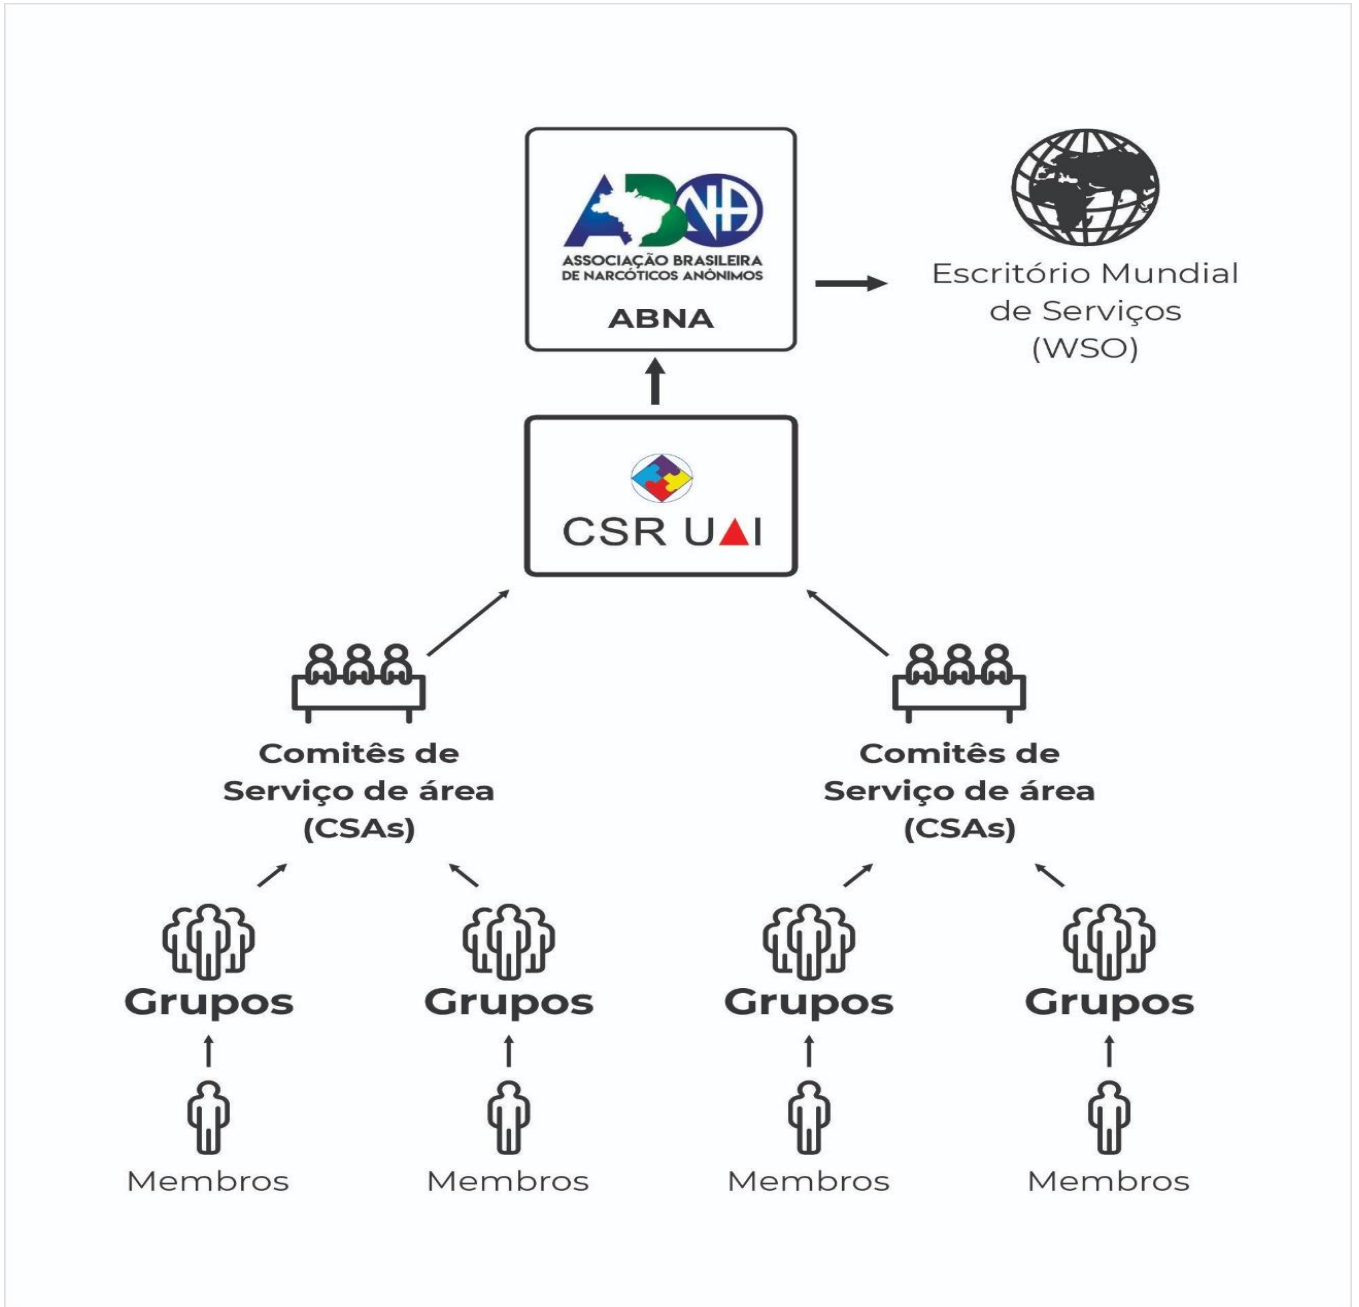 ABNA
ASSOCIAÇÃO BRASILEIRA
DE NARCÓTICOS ANÔNIMOS
ABNA
Escritório Mundial
de Serviços
(WSO)
CSR UAI
Comitês de
Serviço de área
(CSAs)
Comitês de
Serviço de área
(CSAs)
Grupos
Grupos
Grupos
Grupos
Membros
Membros
Membros
Membros